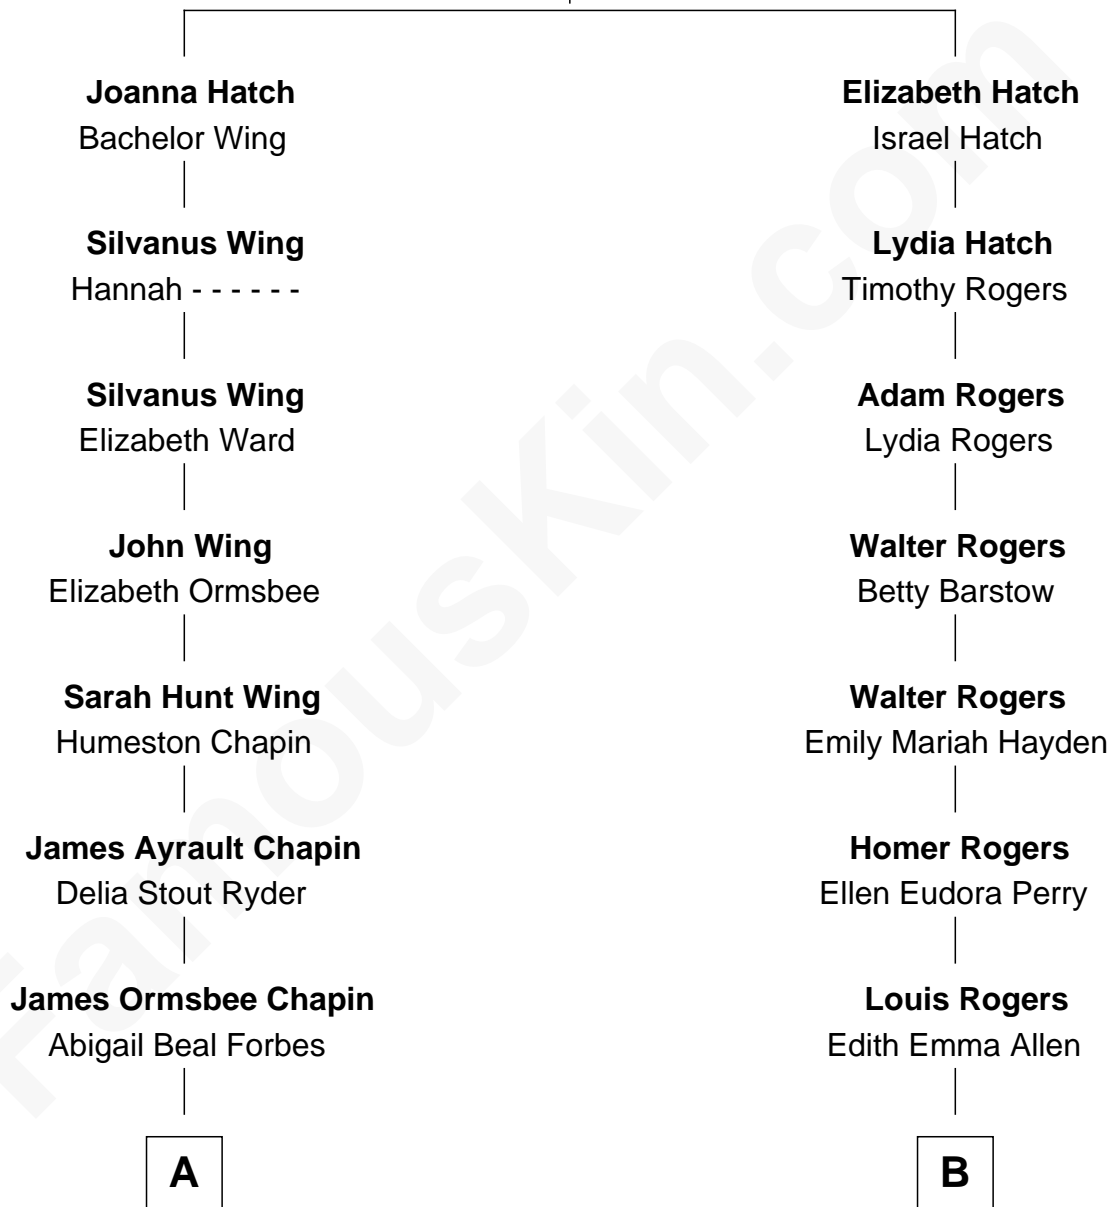 Joanna Hatch
Bachelor Wing
Elizabeth Hatch
Israel Hatch
Silvanus Wing
Hannah - - - - - -
Lydia Hatch
Timothy Rogers
Silvanus Wing
Elizabeth Ward
Adam Rogers
Lydia Rogers
John Wing
Elizabeth Ormsbee
Walter Rogers
Betty Barstow
Sarah Hunt Wing
Humeston Chapin
Walter Rogers
Emily Mariah Hayden
James Ayrault Chapin
Delia Stout Ryder
Homer Rogers
Ellen Eudora Perry
James Ormsbee Chapin
Abigail Beal Forbes
Louis Rogers
Edith Emma Allen
A
B
FamousKin.com